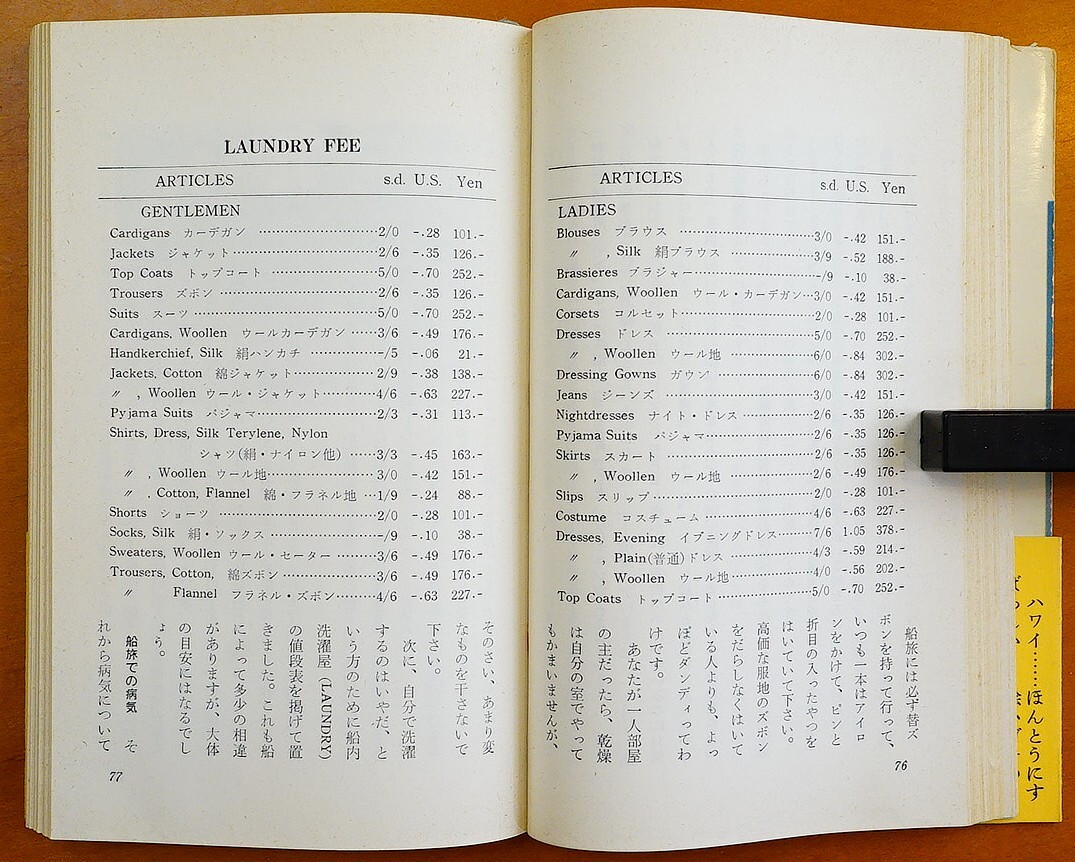 LAUNDRY FEE
ARTICLES s.d. U.S. Yen
GENTLEMEN
Cardigans カーデガン ……………………2/0 -.28 101.-
Jackets ジャケット……………………2/6 -.35 126.-
Top Coats トップコート ………………5/0 -.70 252.-
Trousers ズボン ………………………2/6 -.35 126.-
Suits スーツ ……………………………5/0 -.70 252.-
Cardigans, Woollen ウールカーデガン ……3/6 -.49 176.-
Handkerchief, Silk 絹ハンカチ ……………-/5 -.06 21.-
Jackets, Cotton 綿ジャケット………………2/9 -.38 138.-
〃 , Woollen ウール・ジャケット…………4/6 -.63 227.-
Pyjama Suits パジャマ……………………2/3 -.31 113.-
Shirts, Dress, Silk Terylene, Nylon
シャツ(絹・ナイロン他) ………3/3 -.45 163.-
〃 , Woollen ウール地……………………3/0 -.42 151.-
〃 , Cotton, Flannel 綿・フラネル地 …1/9 -.24 88.-
Shorts ショーツ ……………………………2/0 -.28 101.-
Socks, Silk 絹・ソックス …………………-/9 -.10 38.-
Sweaters, Woollen ウール・セーター ………3/6 -.49 176.-
Trousers, Cotton, 綿ズボン………………3/6 -.49 176.-
〃 Flannel フラネル・ズボン………4/6 -.63 227.-
ARTICLES s.d. U.S. Yen
LADIES
Blouses ブラウス ……………………3/0 -.42 151.-
〃 , Silk 絹ブラウス ………………3/9 -.52 188.-
Brassieres ブラジャー…………………-/9 -.10 38.-
Cardigans, Woollen ウール・カーデガン…3/0 -.42 151.-
Corsets コルセット……………………2/0 -.28 101.-
Dresses ドレス ………………………5/0 -.70 252.-
〃 , Woollen ウール地 ……………6/0 -.84 302.-
Dressing Gowns ガウン ………………6/0 -.84 302.-
Jeans ジーンズ…………………………3/0 -.42 151.-
Nightdresses ナイト・ドレス …………2/6 -.35 126.-
Pyjama Suits パジャマ…………………2/6 -.35 126.-
Skirts スカート ………………………2/6 -.35 126.-
〃 , Woollen ウール地………………2/6 -.49 176.-
Slips スリップ…………………………2/0 -.28 101.-
Costume コスチューム…………………4/6 -.63 227.-
Dresses, Evening イブニングドレス……7/6 1.05 378.-
〃 , Plain(普通)ドレス ……………4/3 -.59 214.-
〃 , Woollen ウール地………………4/0 -.56 202.-
Top Coats トップコート ………………5/0 -.70 252.-
船旅には必ず替ズ
ボンを持って行って、
いつも一本はアイロ
ンをかけて、ピンと
折目の入ったやつを
はいていて下さい。
高価な服地のズボン
をだらしなくはいて
いる人よりも、よっ
ぽどダンディってわ
けです。
あなたが一人部屋
の主だったら、乾燥
は自分の室でやって
もかまいませんが、
76
そのさい、あまり変
なものを干さないで
下さい。
次に、自分で洗濯
するのはいやだ、と
いう方のために船内
洗濯屋（LAUNDRY）
の値段表を掲げて置
きました。これも船
によって多少の相違
がありますが、大体
の目安にはなるでし
ょう。
船旅での病気 そ
れから病気について
77
ハワイ……ほんとうにす